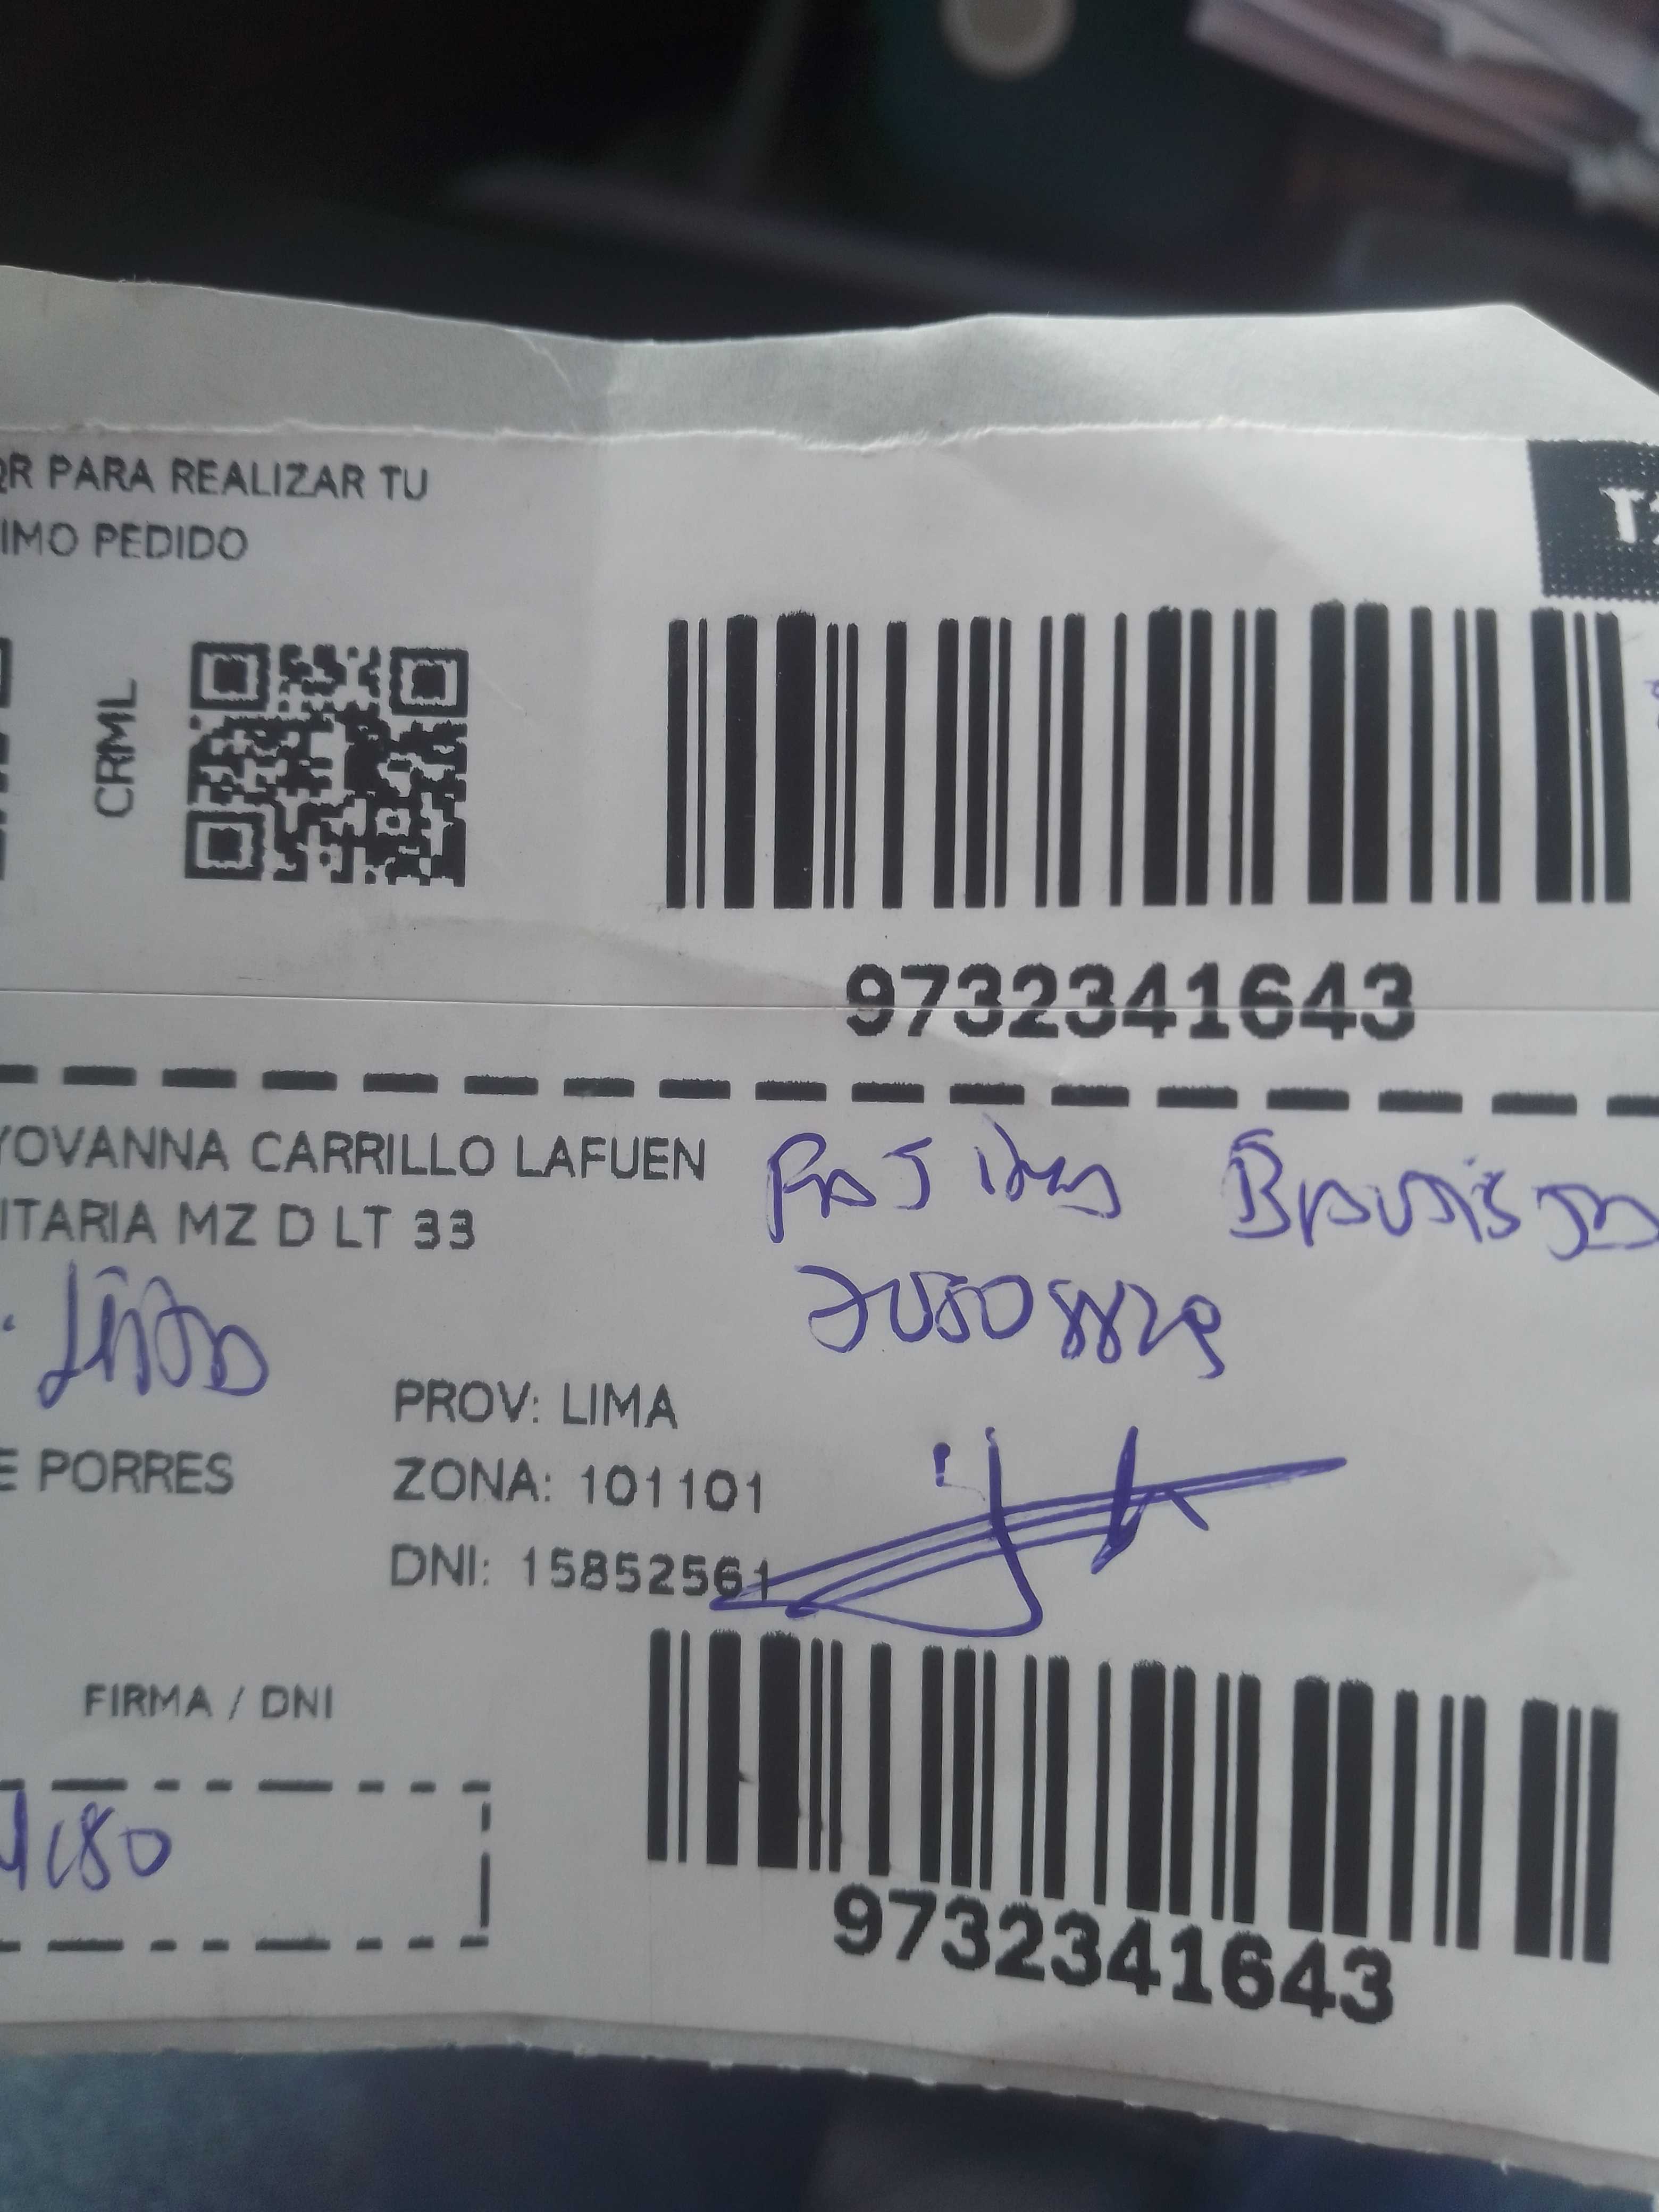 QR PARA REALIZAR TU
IMO PEDIDO
CRML
9732341643
YOVANNA CARRILLO LAFUEN
ITARIA MZ D LT 33
PROV: LIMA
E PORRES
ZONA: 101101
DNI: 15852561
FIRMA / DNI
9732341643